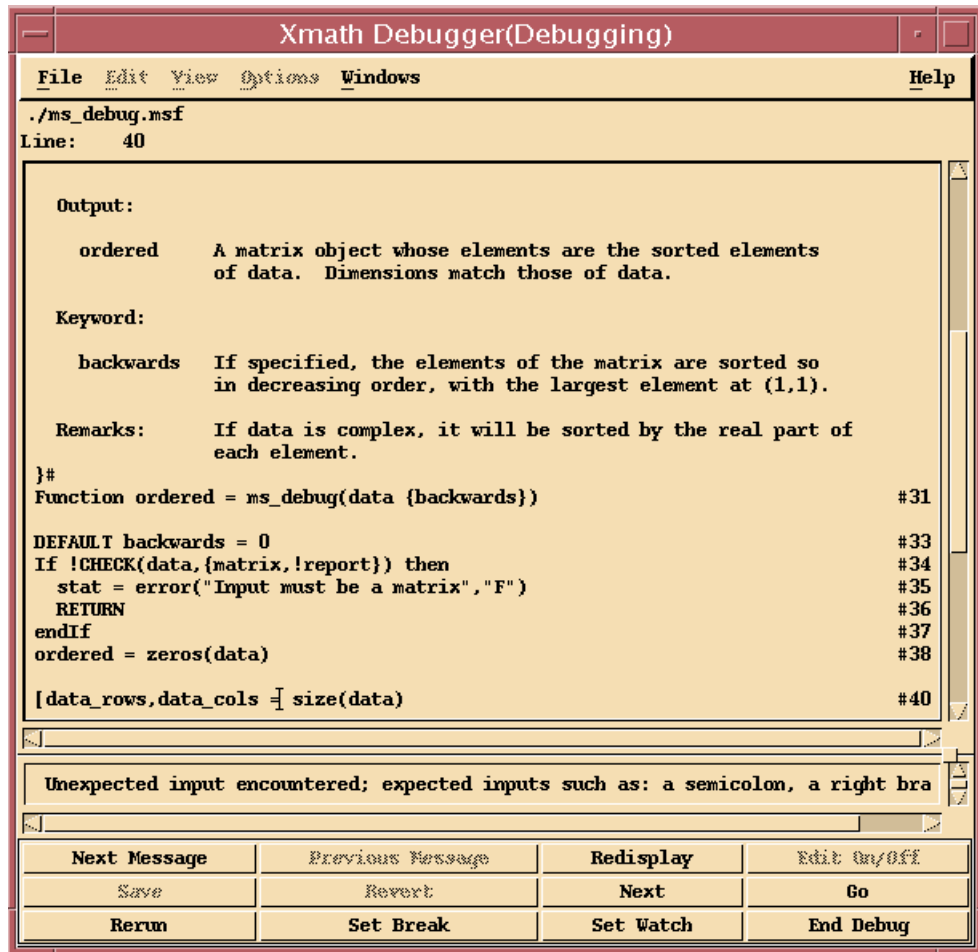 Xmath Debugger(Debugging)
File Edit View Options Windows Help
./ms_debug.msf
Line: 40
Output:
ordered A matrix object whose elements are the sorted elements
of data. Dimensions match those of data.
Keyword:
backwards If specified, the elements of the matrix are sorted so
in decreasing order, with the largest element at (1,1).
Remarks: If data is complex, it will be sorted by the real part of
each element.
}#
Function ordered = ms_debug(data {backwards}) #31
DEFAULT backwards = 0 #33
If !CHECK(data,{matrix,!report}) then #34
stat = error("Input must be a matrix","F") #35
RETURN #36
endIf #37
ordered = zeros(data) #38
[data_rows,data_cols = size(data) #40
Unexpected input encountered; expected inputs such as: a semicolon, a right bra
Next Message Previous Message Redisplay Edit On/Off
Save Revert Next Go
Rerun Set Break Set Watch End Debug